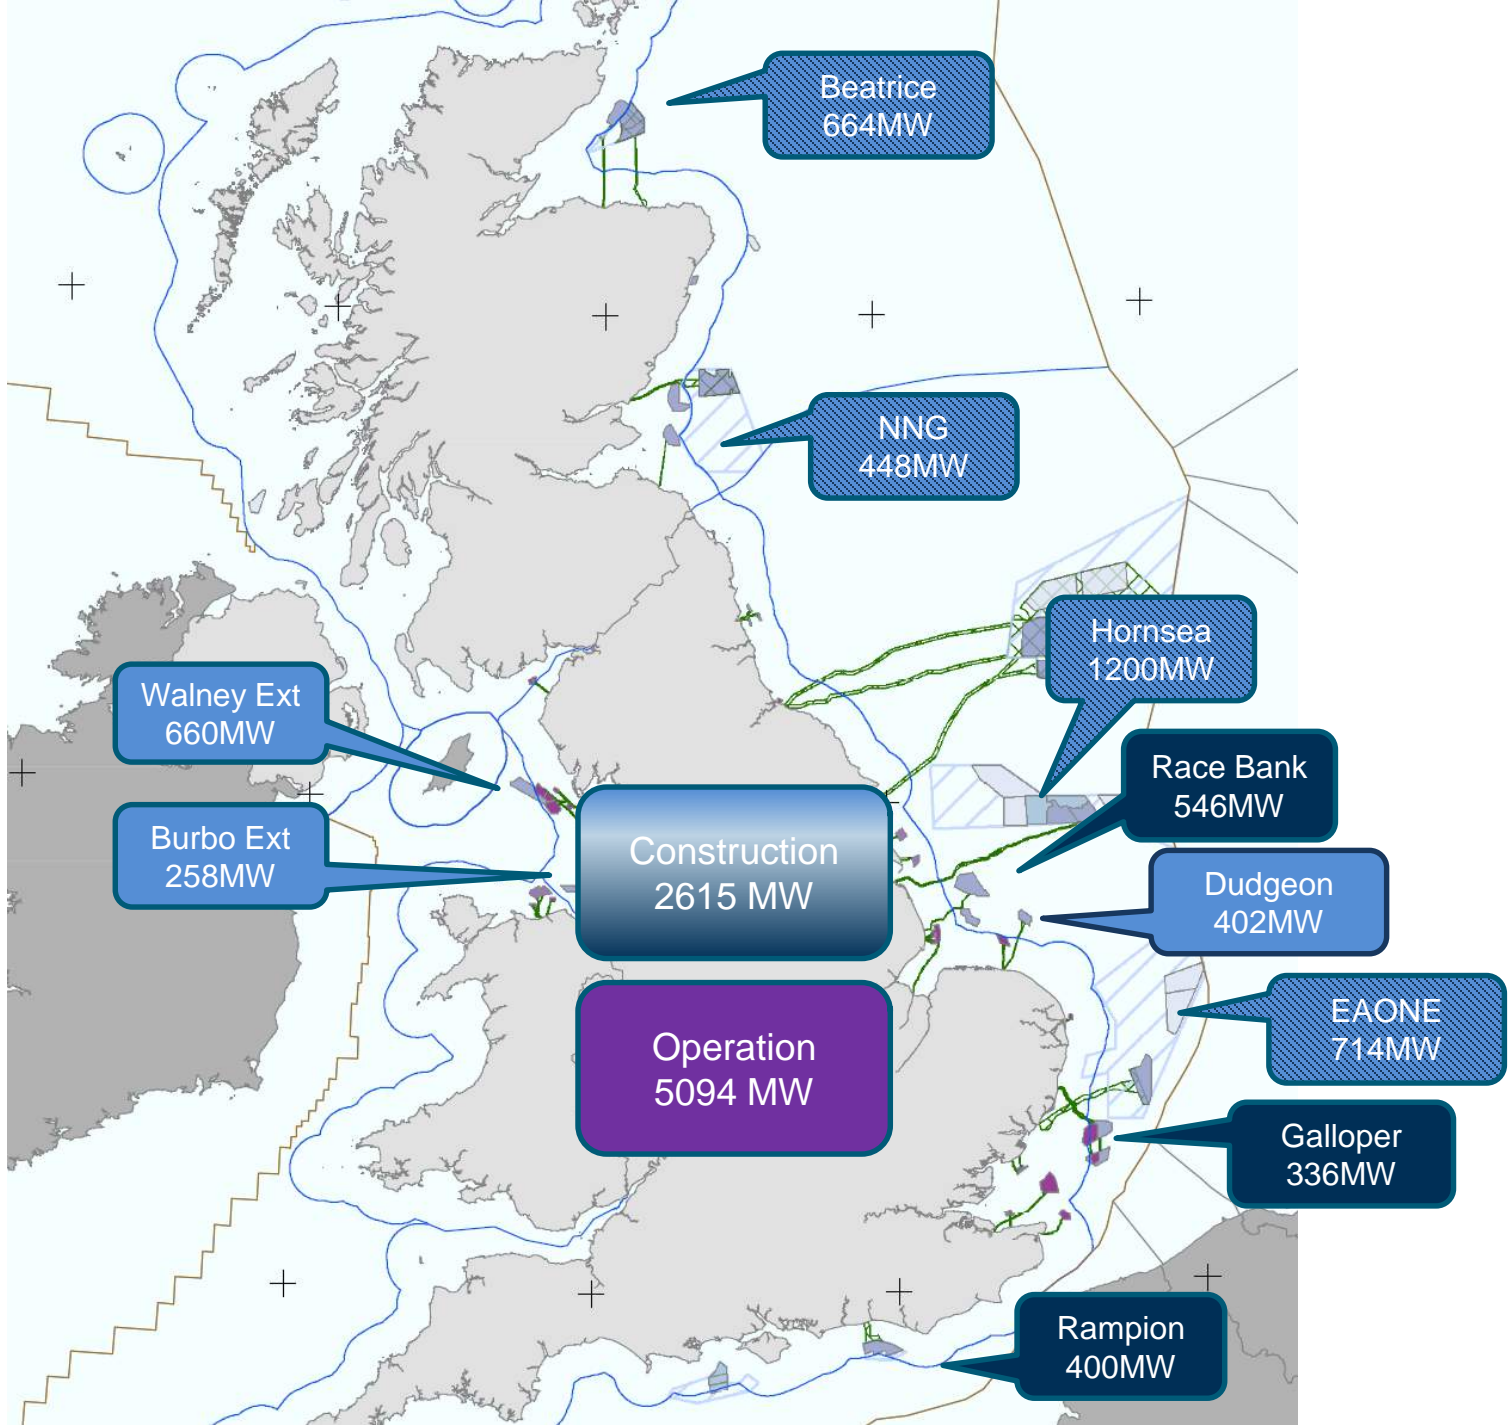 Beatrice
664MW
NNG
448MW
Hornsea
1200MW
Walney Ext
660MW
Race Bank
546MW
Burbo Ext
258MW
Construction
2615 MW
Dudgeon
402MW
EAONE
714MW
Operation
5094 MW
Galloper
336MW
Rampion
400MW